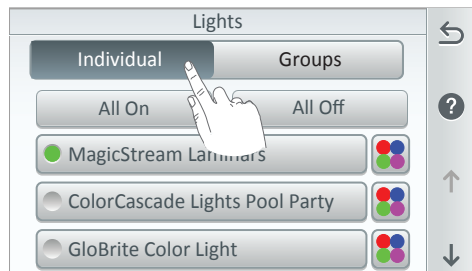 Lights
Individual Groups
All On All Off
MagicStream Laminars
ColorCascade Lights Pool Party
GloBrite Color Light
?